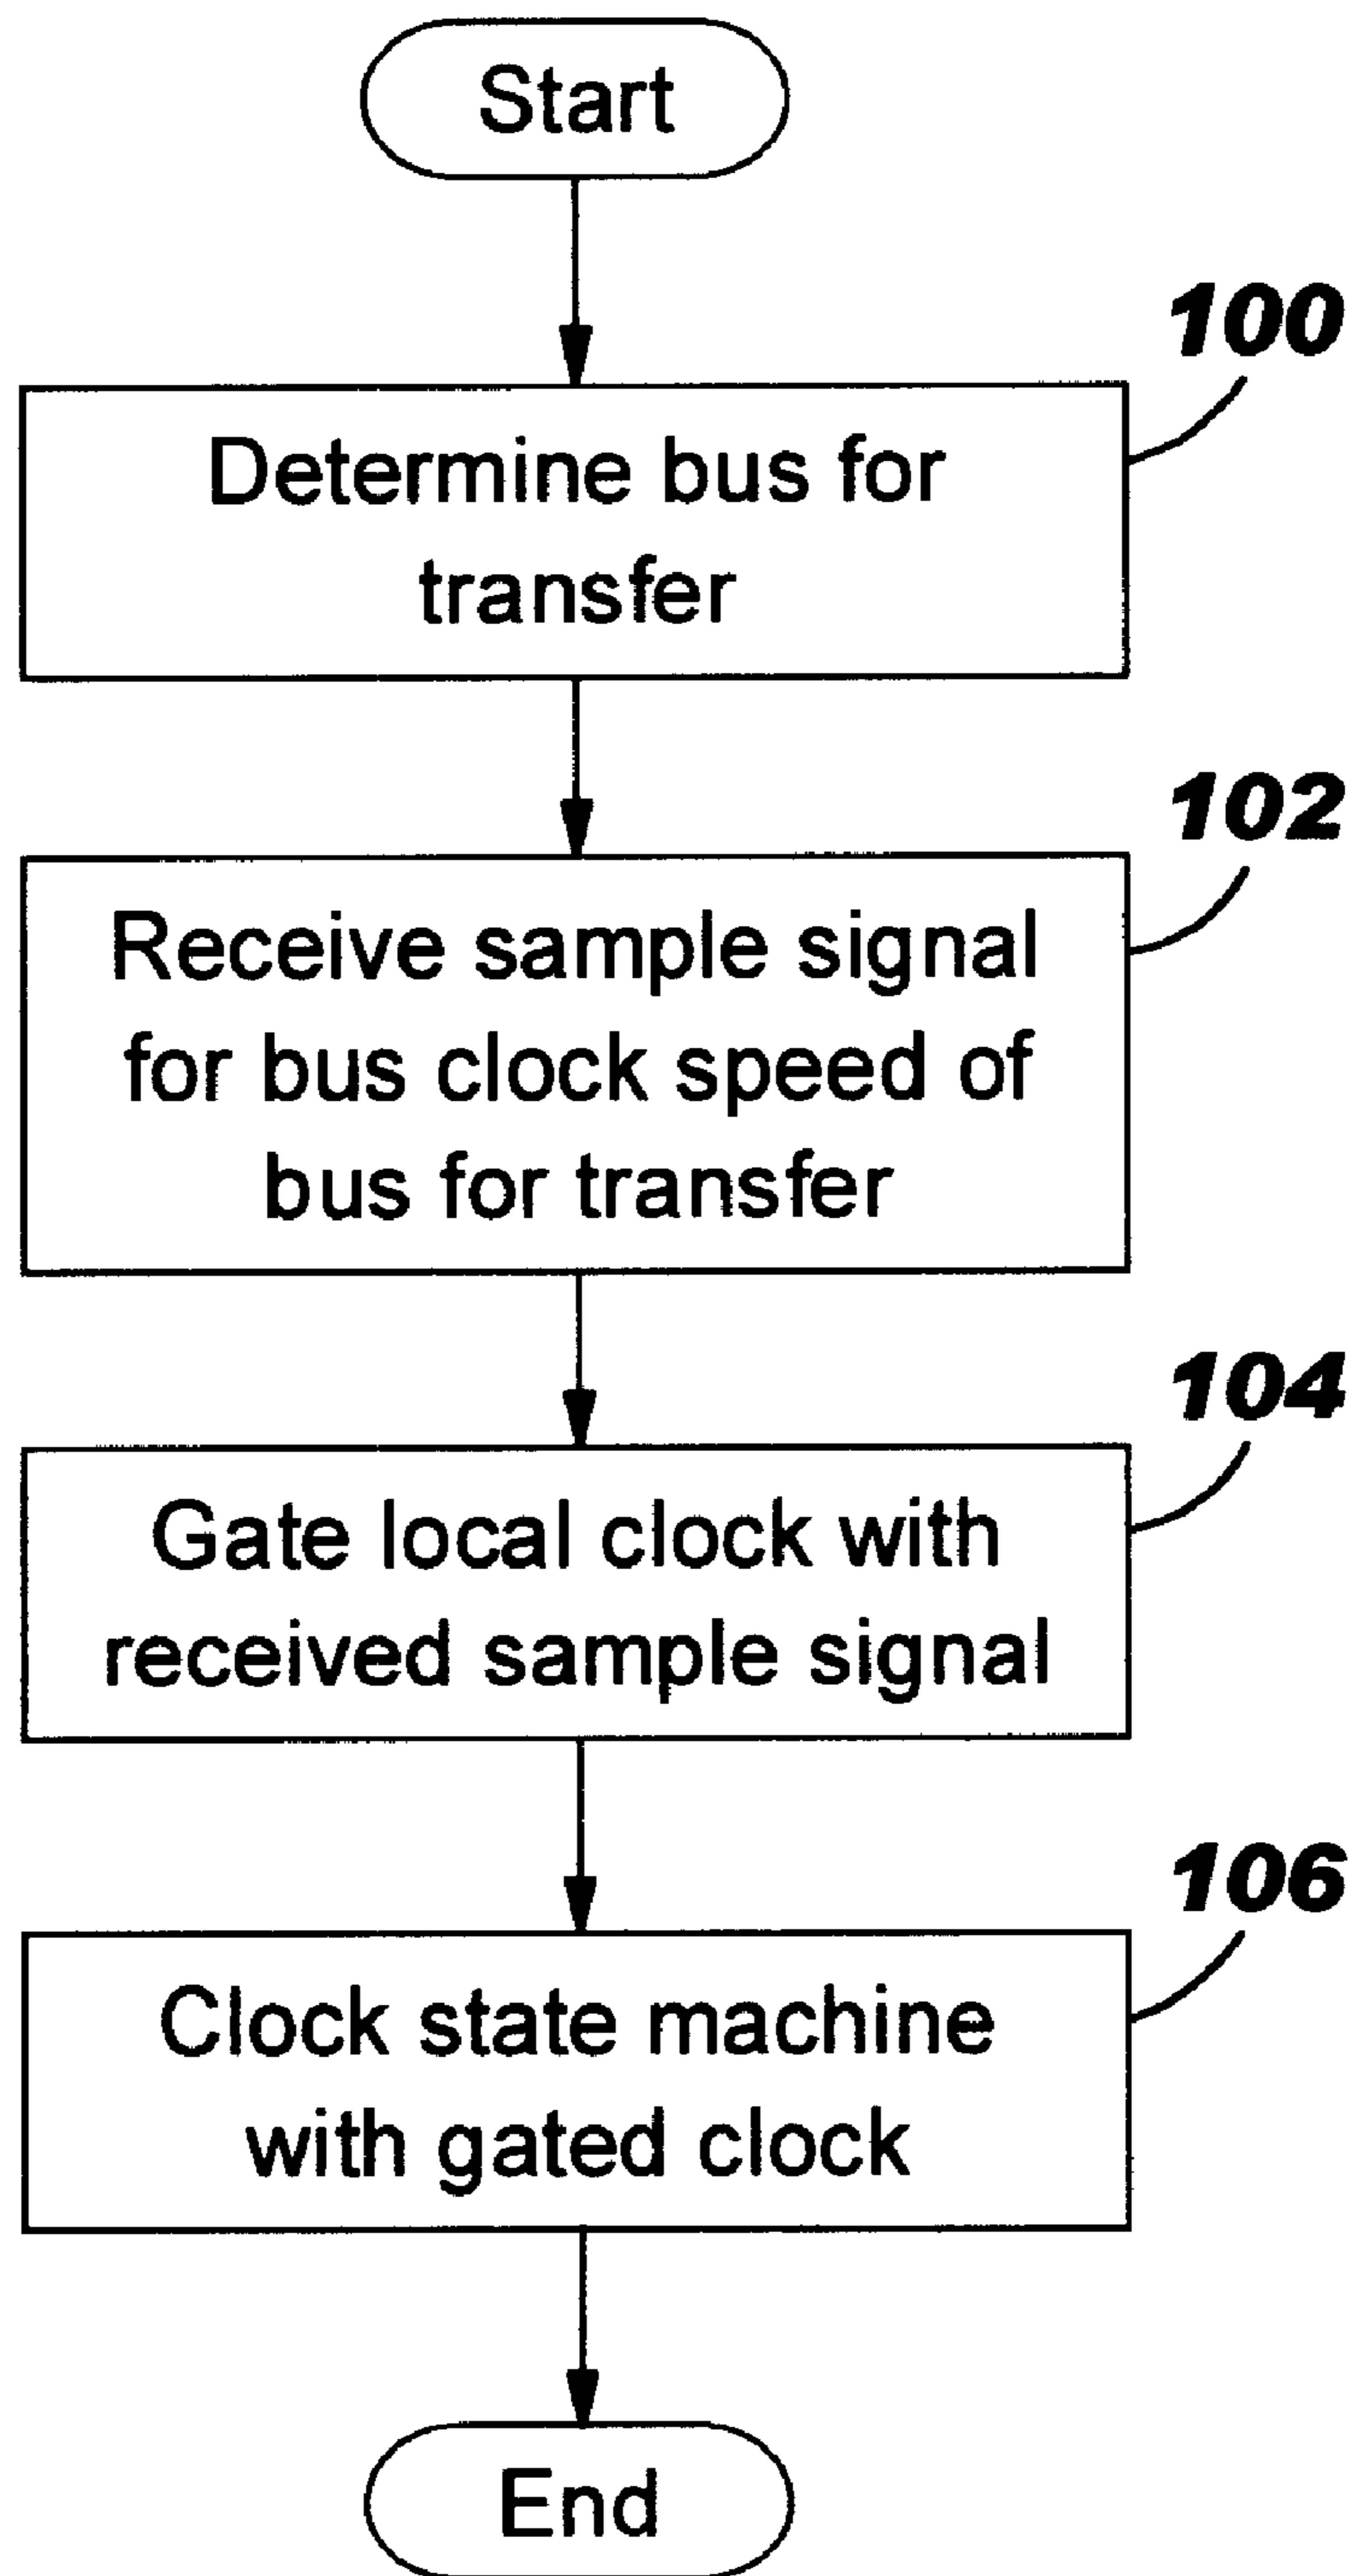 Start
100
Determine bus for
transfer
102
Receive sample signal
for bus clock speed of
bus for transfer
104
Gate local clock with
received sample signal
106
Clock state machine
with gated clock
End